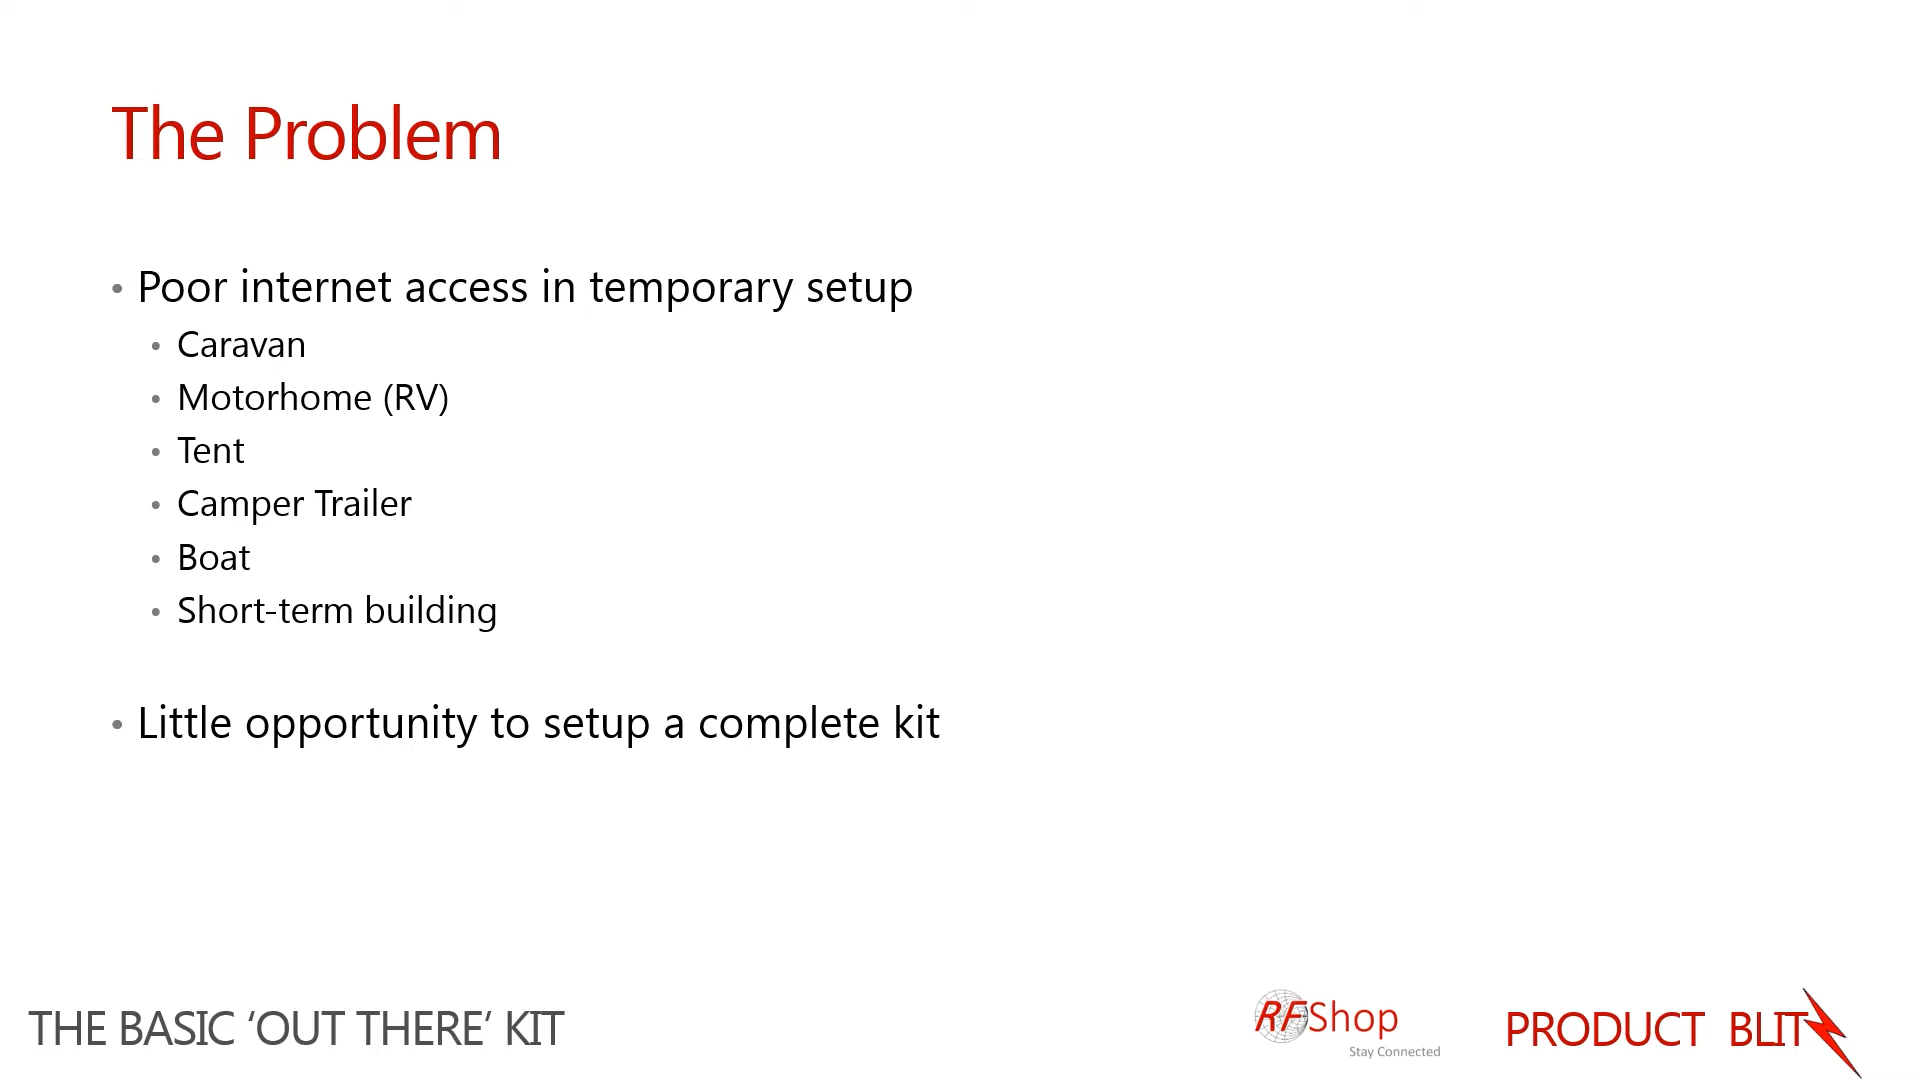 The Problem
• Poor internet access in temporary setup
• Caravan
• Motorhome (RV)
• Tent
• Camper Trailer
• Boat
• Short-term building
• Little opportunity to setup a complete kit
THE BASIC ‘OUT THERE’ KIT
RFShop
Stay Connected
PRODUCT BLIT